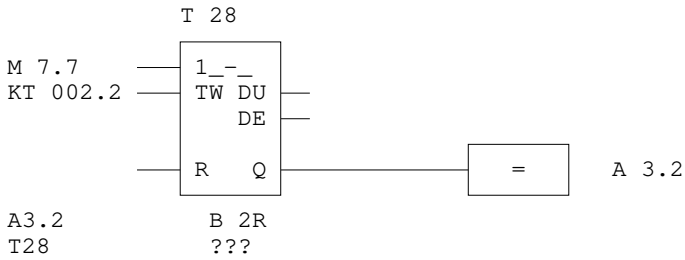 T 28
M 7.7 1_-_
KT 002.2 TW DU
DE
R Q = A 3.2
A3.2 B 2R
T28 ???